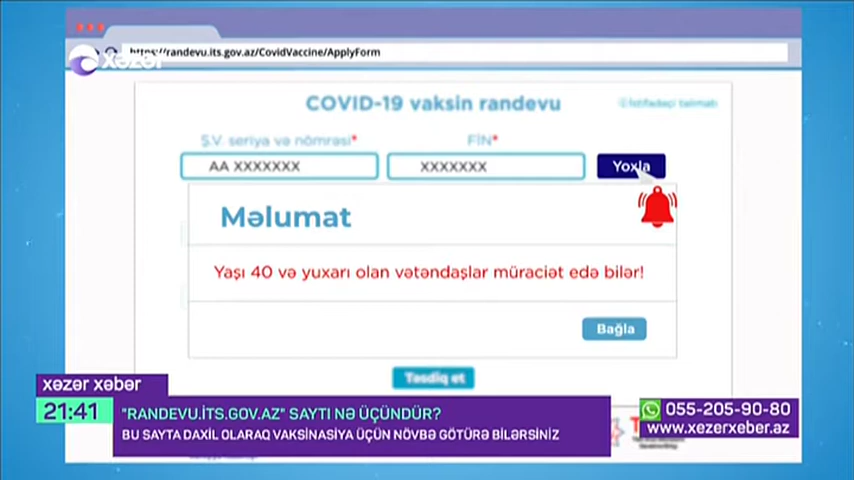 https://randevu.its.gov.az/CovidVaccine/ApplyForm
xəzər
COVID-19 vaksin randevu
İstifadəçi təlimatı
Ş.V. seriya və nömrəsi*
FİN*
AA XXXXXXX
XXXXXXX
Yoxla
Məlumat
Yaşı 40 və yuxarı olan vətəndaşlar müraciət edə bilər!
Bağla
Təsdiq et
xəzər xəbər
21:41
"RANDEVU.İTS.GOV.AZ" SAYTI NƏ ÜÇÜNDÜR?
BU SAYTA DAXİL OLARAQ VAKSİNASİYA ÜÇÜN NÖVBƏ GÖTÜRƏ BİLƏRSİNİZ
055-205-90-80
www.xezerxeber.az